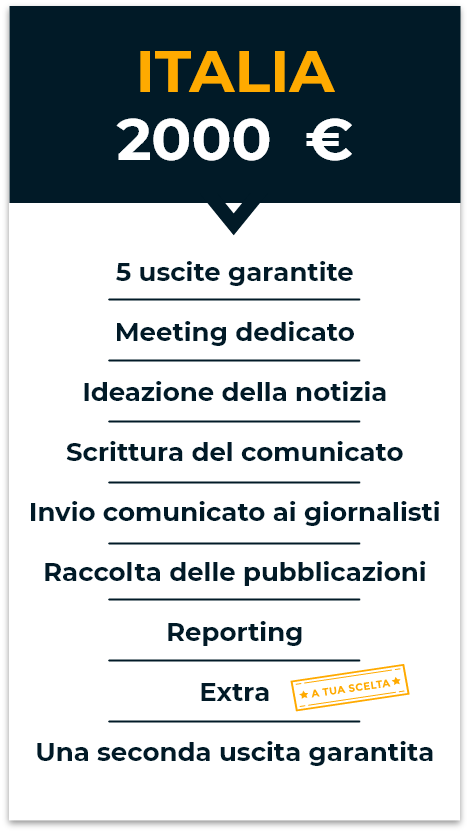 ITALIA
2000 €
5 uscite garantite
Meeting dedicato
Ideazione della notizia
Scrittura del comunicato
Invio comunicato ai giornalisti
Raccolta delle pubblicazioni
Reporting
Extra
A TUA SCELTA
Una seconda uscita garantita